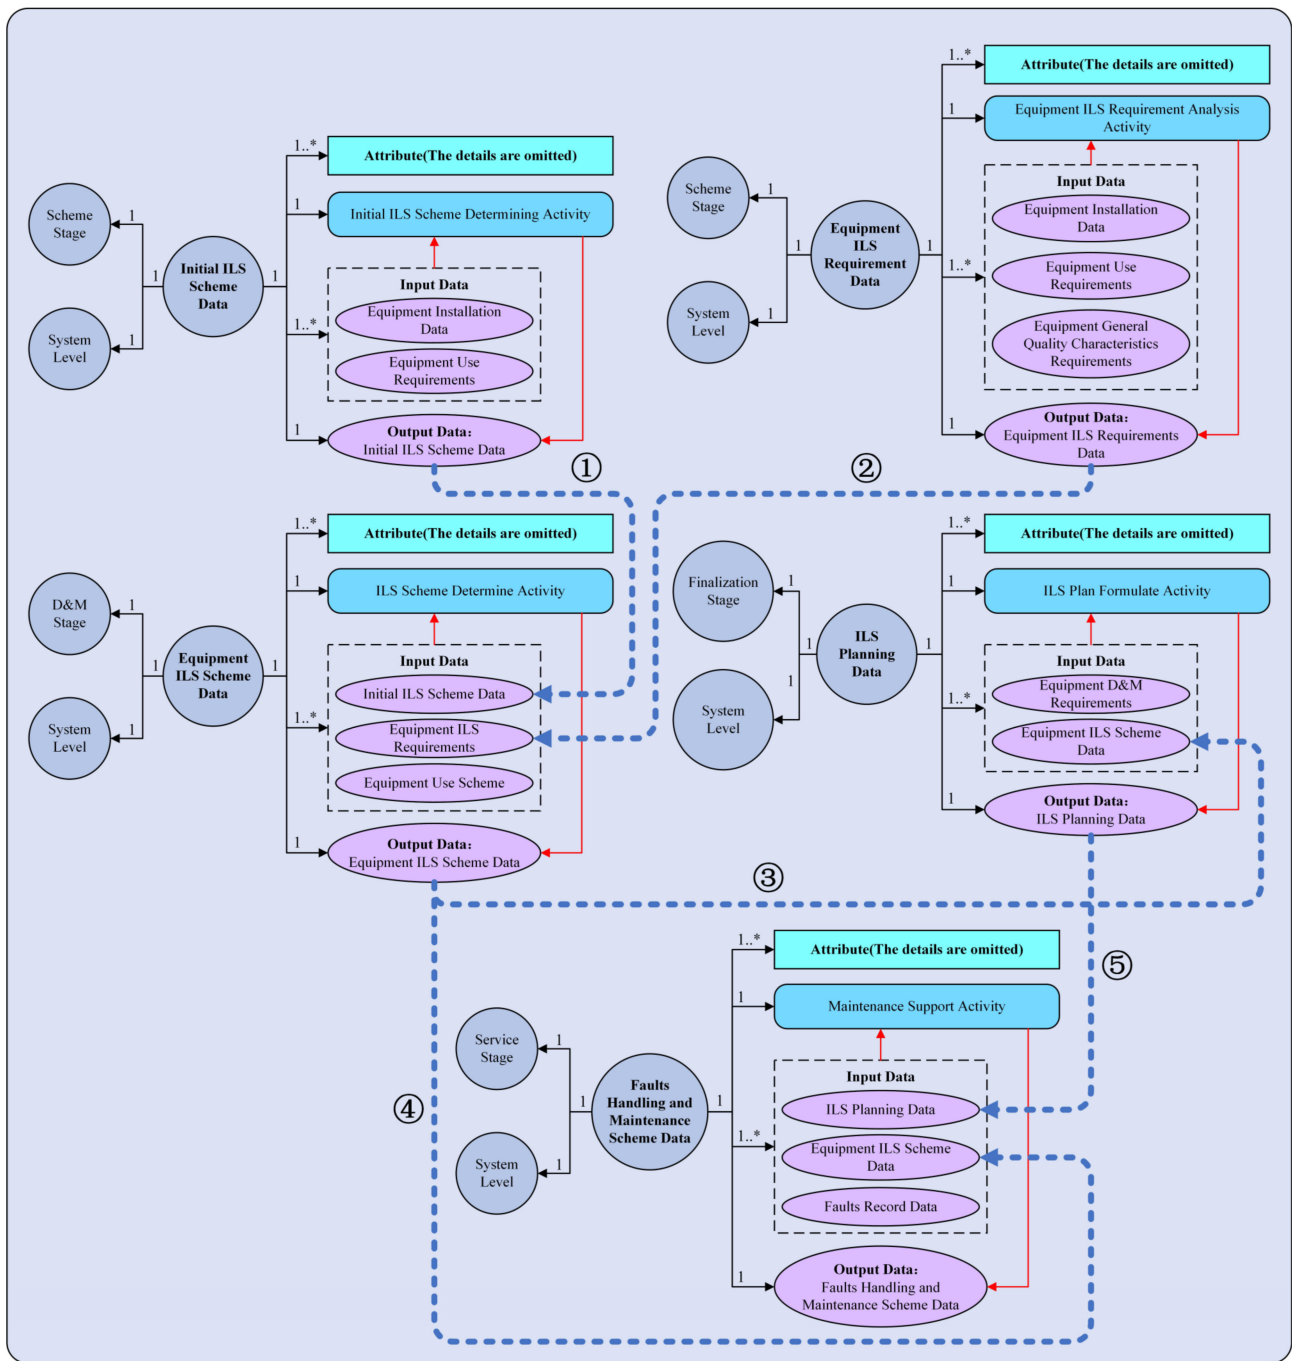 1..*
Attribute(The details are omitted)
1
Initial ILS Scheme Determining Activity
Scheme
Stage
1
System
Level
1
1
Initial ILS
Scheme
Data
1
1..*
Input Data
Equipment Installation
Data
Equipment Use
Requirements
1
Output Data:
Initial ILS Scheme Data
①
1..*
Attribute(The details are omitted)
1
Equipment ILS Requirement Analysis
Activity
Scheme
Stage
1
System
Level
1
1
Equipment
ILS
Requirement
Data
1
1..*
Input Data
Equipment Installation
Data
Equipment Use
Requirements
Equipment General
Quality Characteristics
Requirements
1
Output Data:
Equipment ILS Requirements
Data
②
1..*
Attribute(The details are omitted)
1
ILS Scheme Determine Activity
D&M
Stage
1
System
Level
1
1
Equipment
ILS Scheme
Data
1
1..*
Input Data
Initial ILS Scheme Data
Equipment ILS
Requirements
Equipment Use Scheme
1
Output Data:
Equipment ILS Scheme Data
1..*
Attribute(The details are omitted)
1
ILS Plan Formulate Activity
Finalization
Stage
1
System
Level
1
1
ILS
Planning
Data
1
1..*
Input Data
Equipment D&M
Requirements
Equipment ILS Scheme
Data
1
Output Data:
ILS Planning Data
③
④
⑤
1..*
Attribute(The details are omitted)
1
Maintenance Support Activity
Service
Stage
1
System
Level
1
1
Faults
Handling and
Maintenance
Scheme Data
1
1..*
Input Data
ILS Planning Data
Equipment ILS Scheme
Data
Faults Record Data
1
Output Data:
Faults Handling and
Maintenance Scheme Data